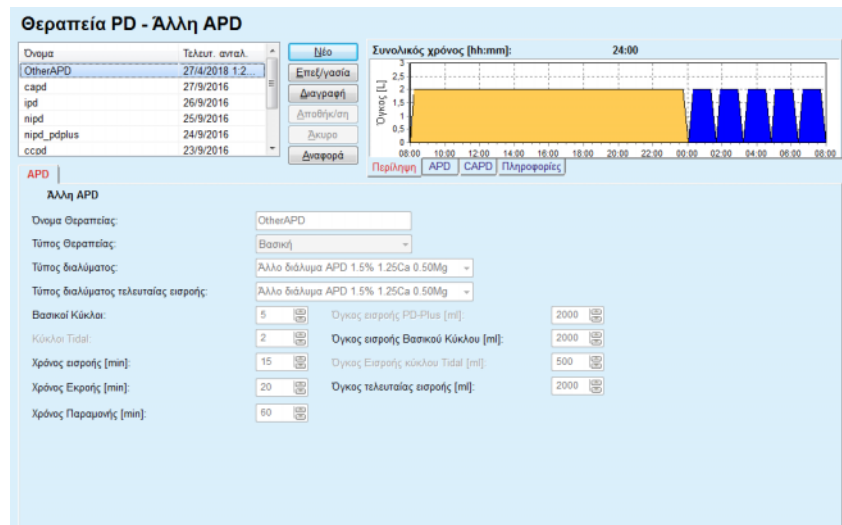 Θεραπεία PD - Άλλη APD
Όνομα Τελευτ. ανταλ.
OtherAPD 27/4/2018 1:2...
capd 27/9/2016
ipd 26/9/2016
nipd 25/9/2016
nipd_pdplus 24/9/2016
ccpd 23/9/2016
Νέο
Επεξ/γασία
Διαγραφή
Αποθήκ/ση
Άκυρο
Αναφορά
Συνολικός χρόνος [hh:mm]: 24:00
Όγκος [L]
3
2,5
2
1,5
1
0,5
0
08:00 10:00 12:00 14:00 16:00 18:00 20:00 22:00 00:00 02:00 04:00 06:00 08:00
Περίληψη APD CAPD Πληροφορίες
APD
Άλλη APD
Όνομα Θεραπείας: OtherAPD
Τύπος Θεραπείας: Βασική
Τύπος διαλύματος: Άλλο διάλυμα APD 1.5% 1.25Ca 0.50Mg
Τύπος διαλύματος τελευταίας εισροής: Άλλο διάλυμα APD 1.5% 1.25Ca 0.50Mg
Βασικοί Κύκλοι: 5 Όγκος εισροής PD-Plus [ml]: 2000
Κύκλοι Tidal: 2 Όγκος εισροής Βασικού Κύκλου [ml]: 2000
Χρόνος εισροής [min]: 15 Όγκος Εισροής κύκλου Tidal [ml]: 500
Χρόνος Εκροής [min]: 20 Όγκος τελευταίας εισροής [ml]: 2000
Χρόνος Παραμονής [min]: 60